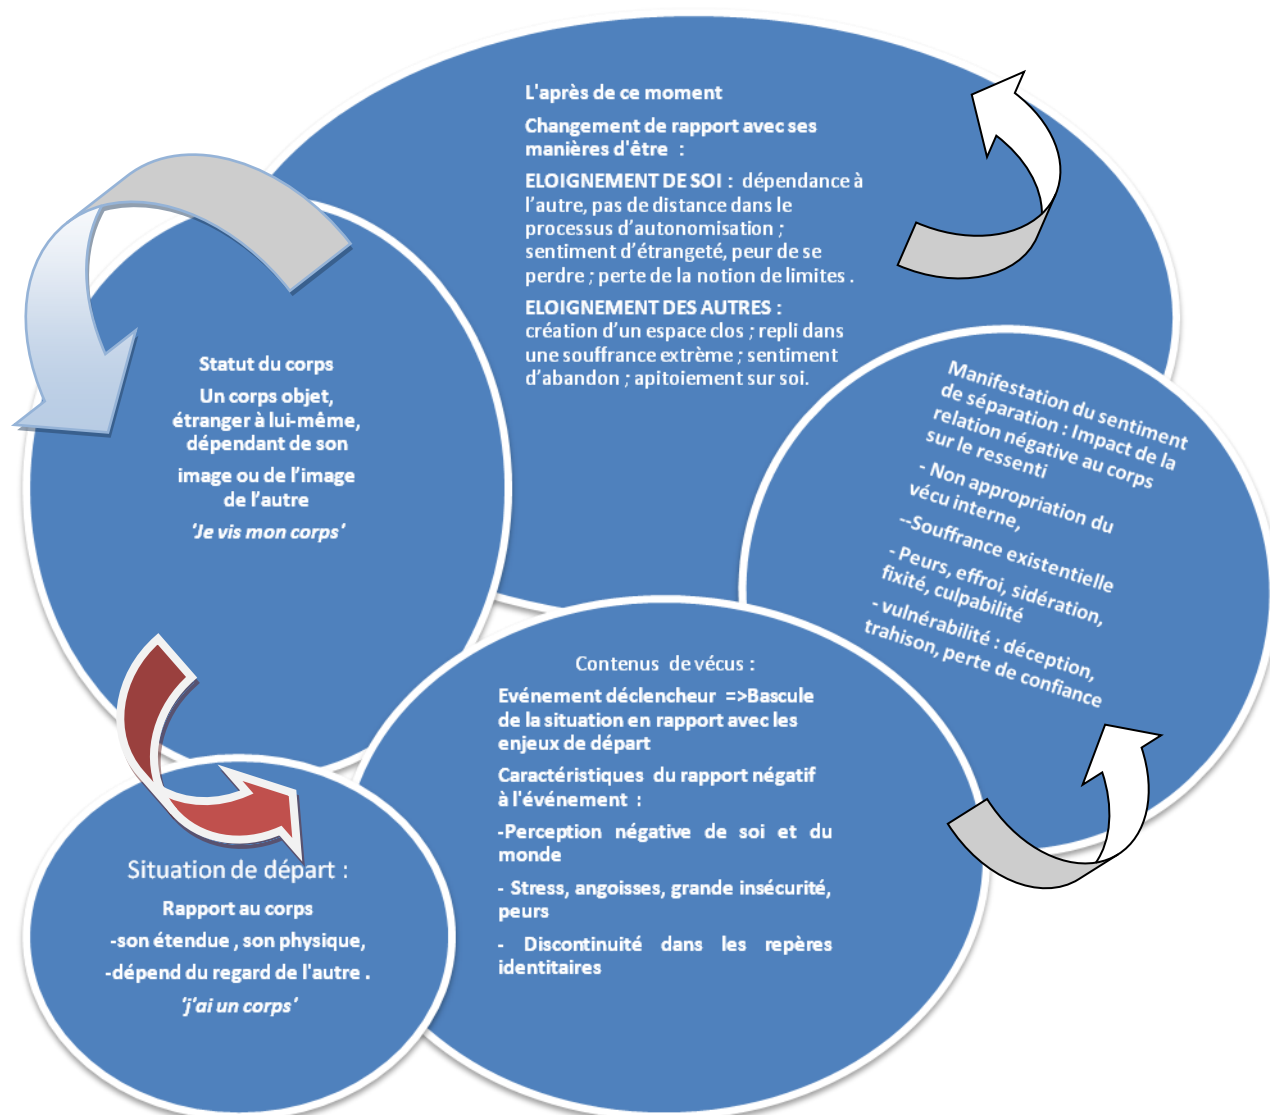 L'après de ce moment
Changement de rapport avec ses
manières d'être :
ELOIGNEMENT DE SOI : dépendance à
l'autre, pas de distance dans le
processus d'autonomisation ;
sentiment d'étrangeté, peur de se
perdre ; perte de la notion de limites .
ELOIGNEMENT DES AUTRES :
création d'un espace clos ; repli dans
une souffrance extrème ; sentiment
d'abandon ; apitoiement sur soi.
Statut du corps
Un corps objet,
étranger à lui-même,
dépendant de son
image ou de l'image
de l'autre
'Je vis mon corps'
Manifestation du sentiment
de séparation : Impact de la
relation négative au corps
sur le ressenti
- Non appropriation du
vécu interne,
--Souffrance existentielle
- Peurs, effroi, sidération,
fixité, culpabilité
- vulnérabilité : déception,
trahison, perte de confiance
Contenus de vécus :
Evénement déclencheur =>Bascule
de la situation en rapport avec les
enjeux de départ
Caractéristiques du rapport négatif
à l'événement :
-Perception négative de soi et du
monde
- Stress, angoisses, grande insécurité,
peurs
- Discontinuité dans les repères
identitaires
Situation de départ :
Rapport au corps
-son étendue , son physique,
-dépend du regard de l'autre .
'j'ai un corps'